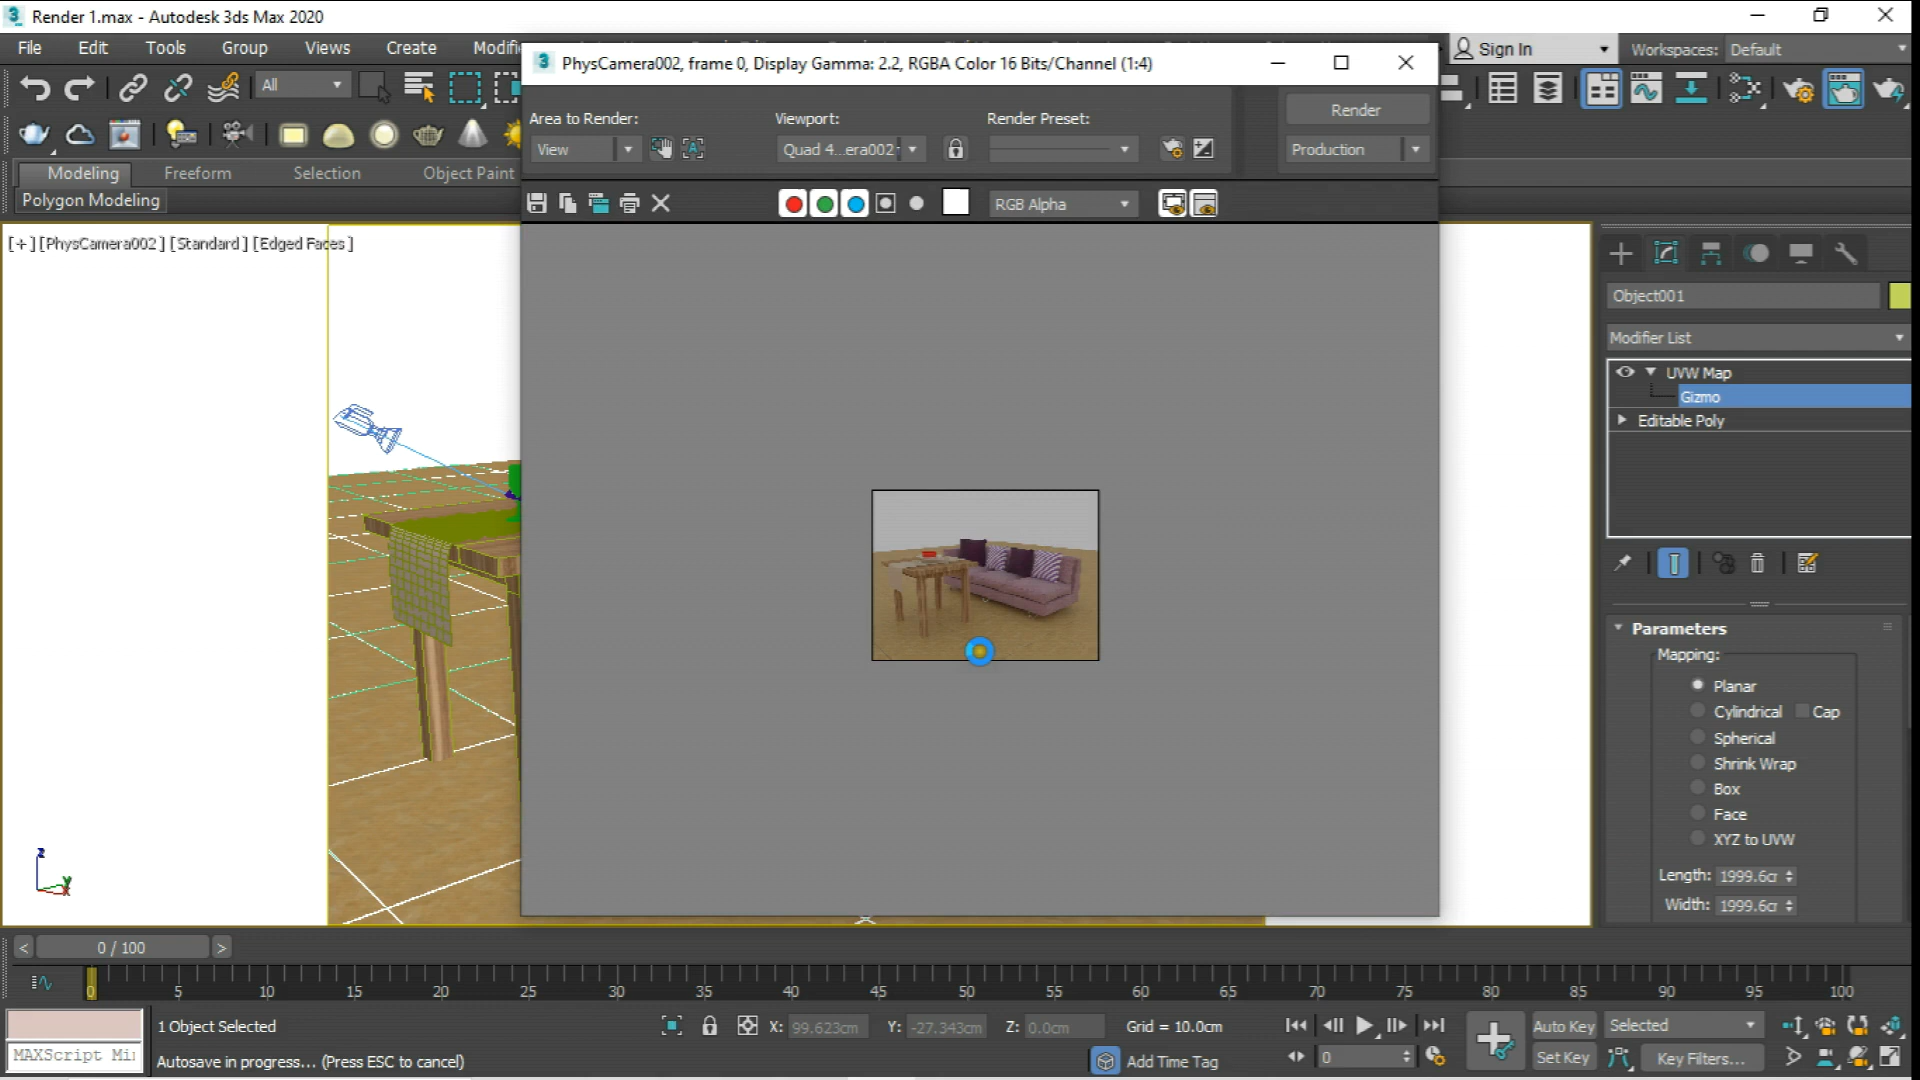 Render 1.max - Autodesk 3ds Max 2020
File Edit Tools Group Views Create Modifi
PhysCamera002, frame 0, Display Gamma: 2.2, RGBA Color 16 Bits/Channel (1:4)
Sign In Workspaces: Default
All
Area to Render: Viewport: Render Preset: Render
View Quad 4...era002 Production
Modeling Freeform Selection Object Paint
Polygon Modeling
RGB Alpha
[+] [PhysCamera002] [Standard] [Edged Faces]
Object001
Modifier List
UVW Map
Gizmo
Editable Poly
Parameters
Mapping:
Planar
Cylindrical Cap
Spherical
Shrink Wrap
Box
Face
XYZ to UVW
Length: 1999.6cr
Width: 1999.6cr
z
y
x
< 0 / 100 >
0 5 10 15 20 25 30 35 40 45 50 55 60 65 70 75 80 85 90 95 100
1 Object Selected X: 99.623cm Y: -27.343cm Z: 0.0cm Grid = 10.0cm Auto Key Selected
MAXScript Mi Autosave in progress... (Press ESC to cancel) Add Time Tag 0 Set Key Key Filters...